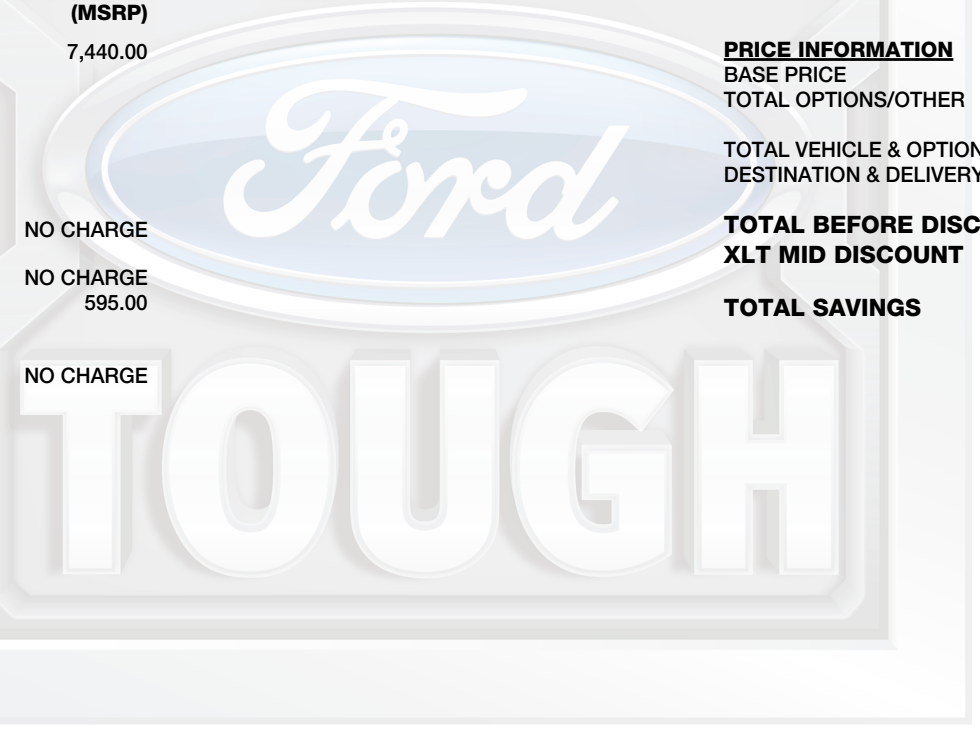 (MSRP)
7,440.00
NO CHARGE
NO CHARGE
595.00
NO CHARGE
PRICE INFORMATION
BASE PRICE
TOTAL OPTIONS/OTHER
TOTAL VEHICLE & OPTION
DESTINATION & DELIVERY
TOTAL BEFORE DISC
XLT MID DISCOUNT
TOTAL SAVINGS
Ford
TOUGH